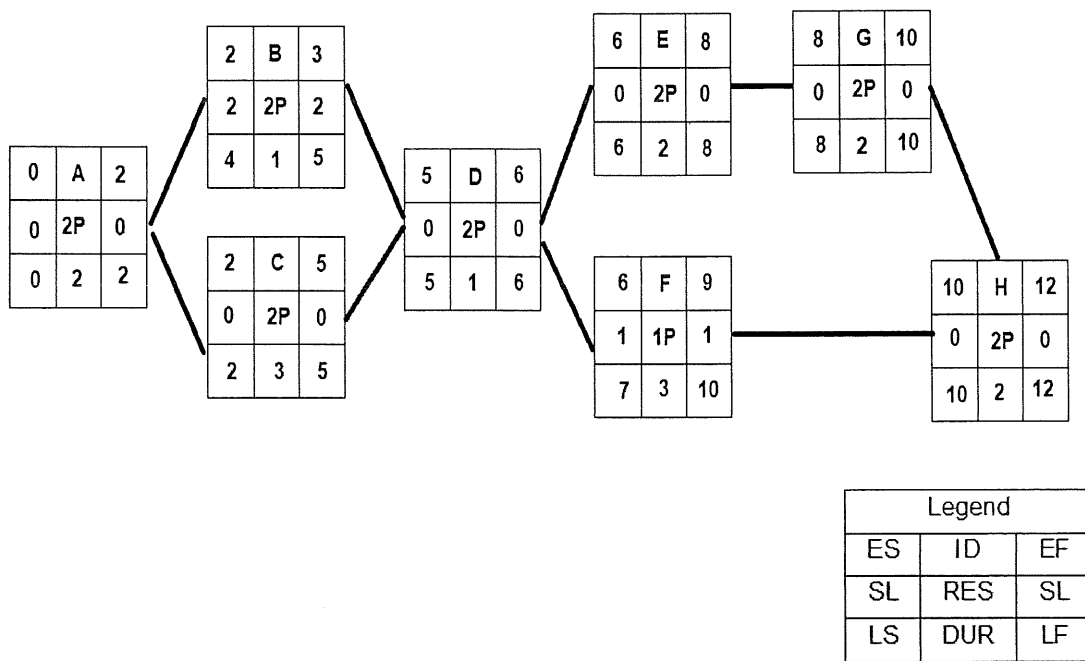 2 B 3
2 2P 2
4 1 5
6 E 8
0 2P 0
6 2 8
8 G 10
0 2P 0
8 2 10
0 A 2
0 2P 0
0 2 2
5 D 6
0 2P 0
5 1 6
2 C 5
0 2P 0
2 3 5
6 F 9
1 1P 1
7 3 10
10 H 12
0 2P 0
10 2 12
Legend
ES ID EF
SL RES SL
LS DUR LF